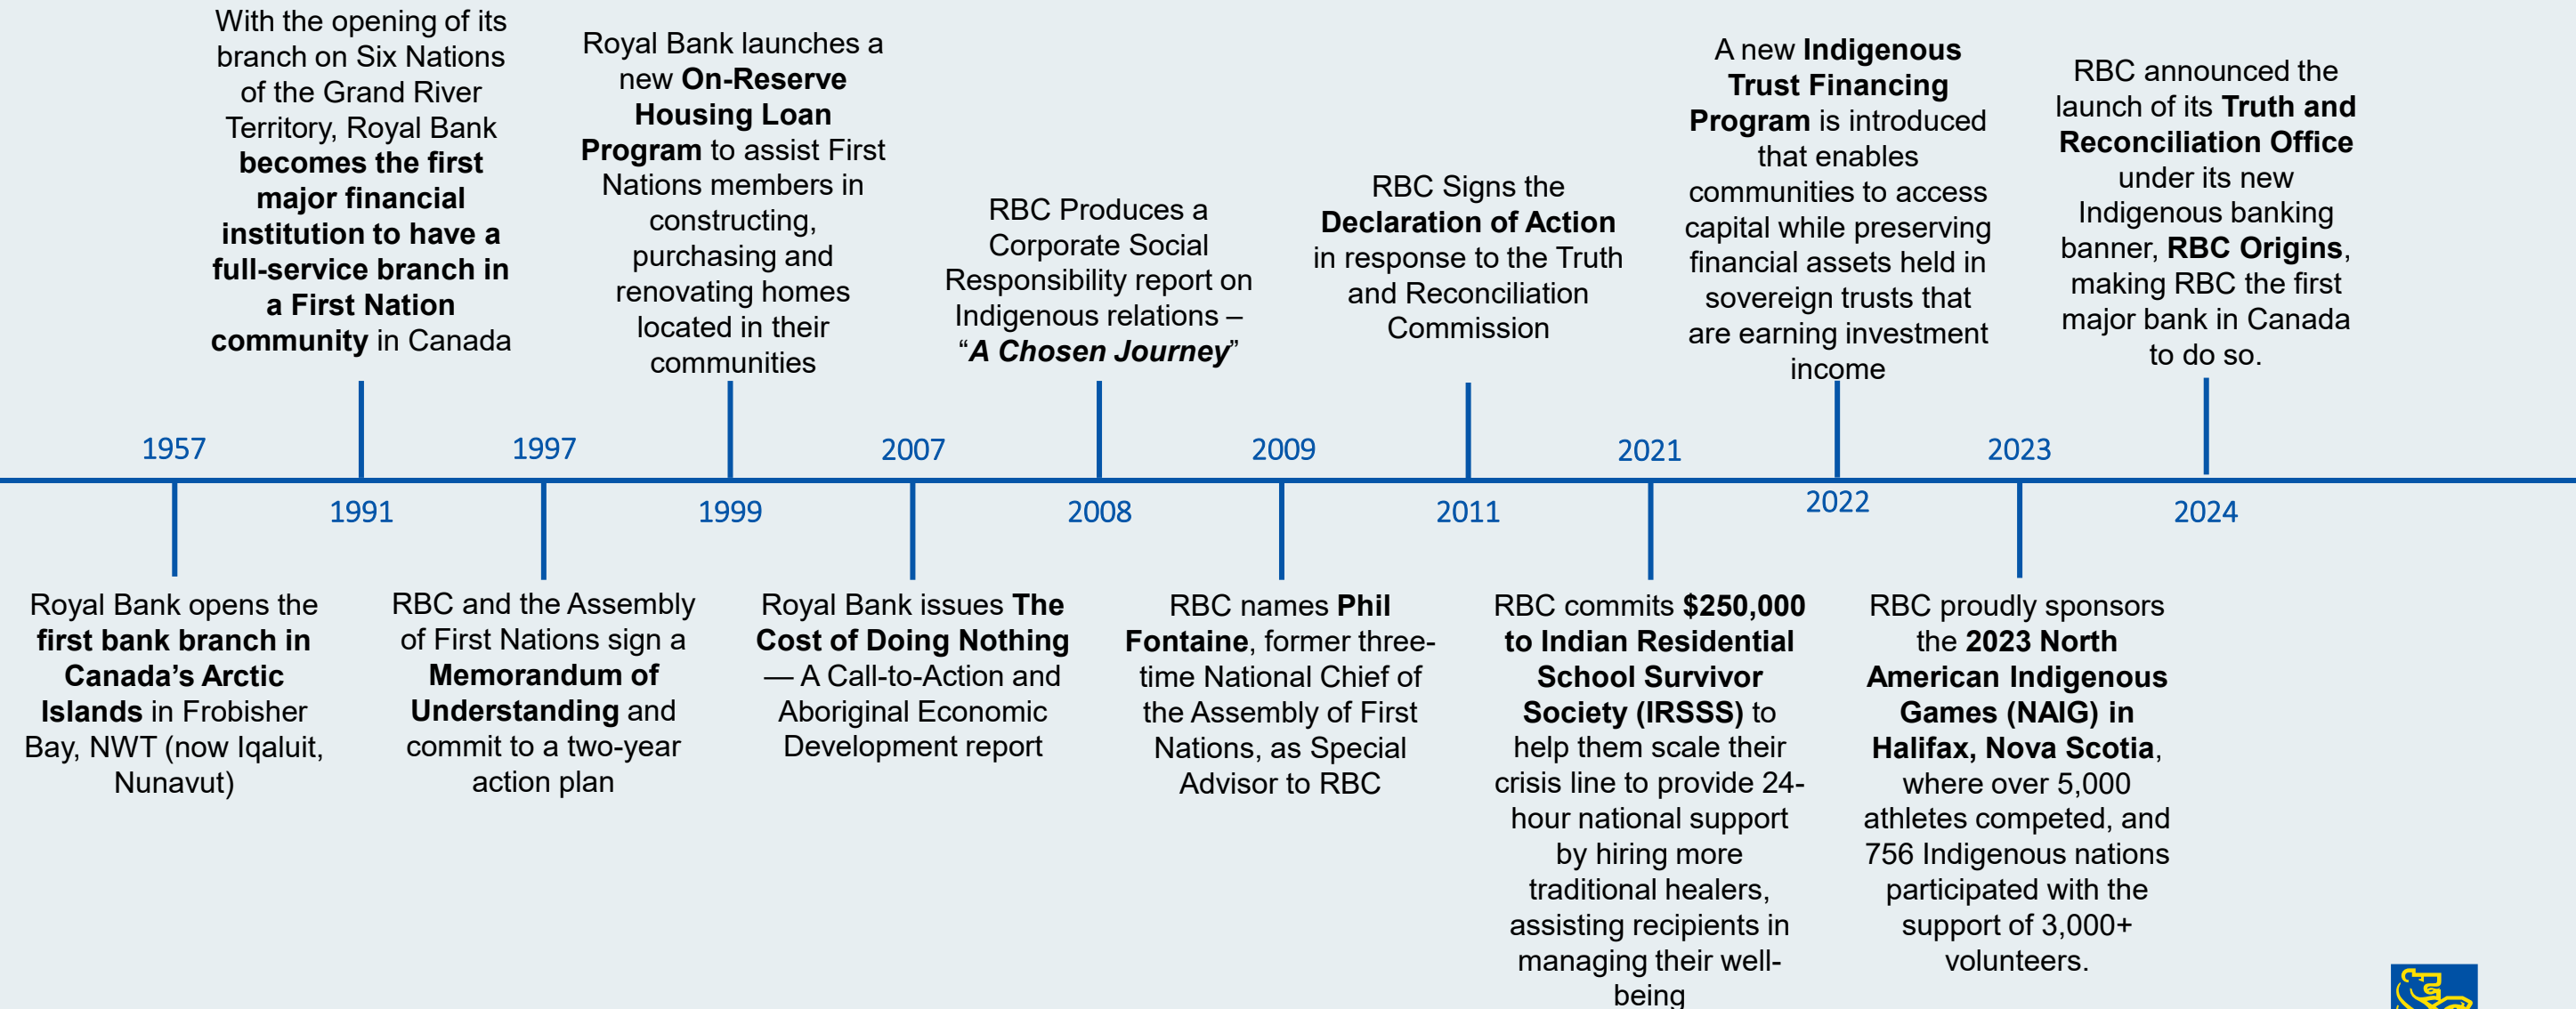 With the opening of its
branch on Six Nations
of the Grand River
Territory, Royal Bank
becomes the first
major financial
institution to have a
full-service branch in
a First Nation
community in Canada
Royal Bank launches a
new On-Reserve
Housing Loan
Program to assist First
Nations members in
constructing,
purchasing and
renovating homes
located in their
communities
RBC Produces a
Corporate Social
Responsibility report on
Indigenous relations –
“A Chosen Journey”
RBC Signs the
Declaration of Action
in response to the Truth
and Reconciliation
Commission
A new Indigenous
Trust Financing
Program is introduced
that enables
communities to access
capital while preserving
financial assets held in
sovereign trusts that
are earning investment
income
RBC announced the
launch of its Truth and
Reconciliation Office
under its new
Indigenous banking
banner, RBC Origins,
making RBC the first
major bank in Canada
to do so.
1957
1997
2007
2009
2021
2023
1991
1999
2008
2011
2022
2024
Royal Bank opens the
first bank branch in
Canada’s Arctic
Islands in Frobisher
Bay, NWT (now Iqaluit,
Nunavut)
RBC and the Assembly
of First Nations sign a
Memorandum of
Understanding and
commit to a two-year
action plan
Royal Bank issues The
Cost of Doing Nothing
— A Call-to-Action and
Aboriginal Economic
Development report
RBC names Phil
Fontaine, former three-
time National Chief of
the Assembly of First
Nations, as Special
Advisor to RBC
RBC commits $250,000
to Indian Residential
School Survivor
Society (IRSSS) to
help them scale their
crisis line to provide 24-
hour national support
by hiring more
traditional healers,
assisting recipients in
managing their well-
being
RBC proudly sponsors
the 2023 North
American Indigenous
Games (NAIG) in
Halifax, Nova Scotia,
where over 5,000
athletes competed, and
756 Indigenous nations
participated with the
support of 3,000+
volunteers.